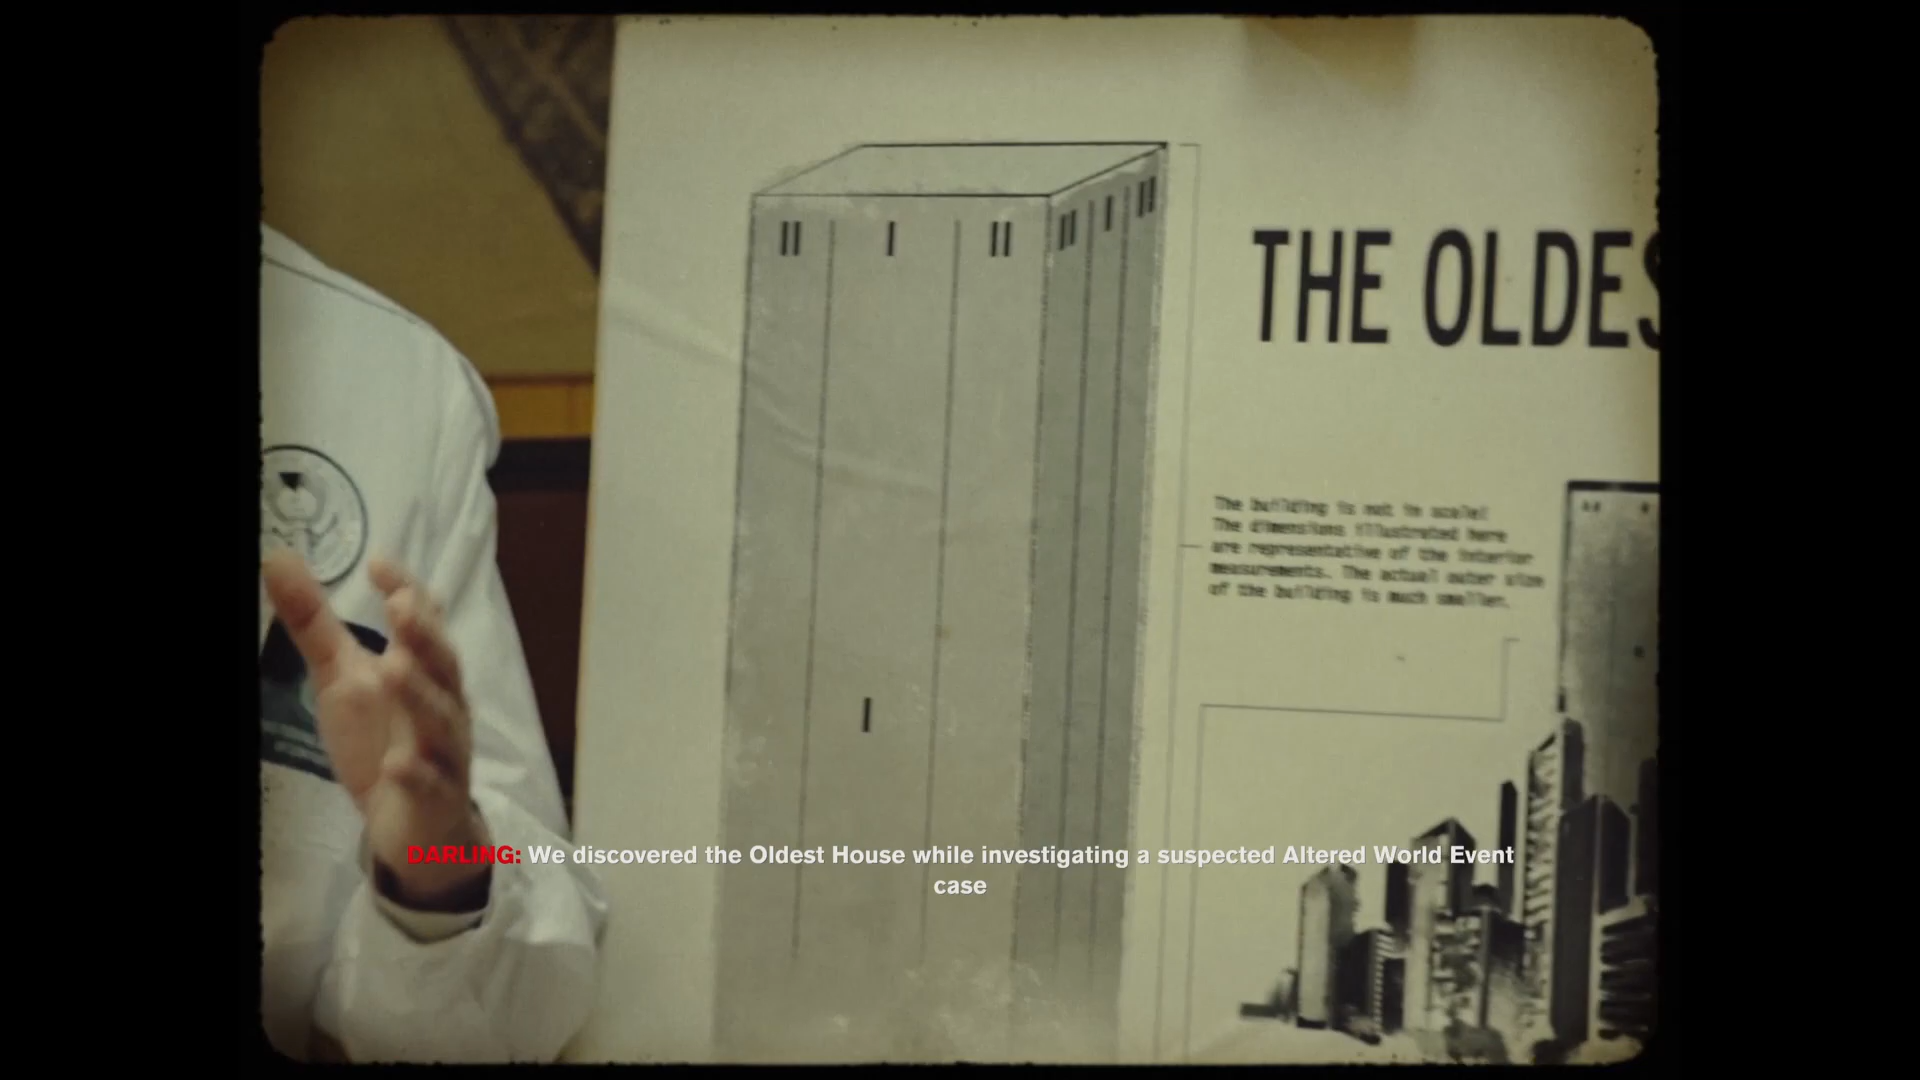 THE OLDES
The building is not in scale!
The dimensions illustrated here
are representative of the interior
measurements. The actual outer size
of the building is much smaller.
DARLING: We discovered the Oldest House while investigating a suspected Altered World Event
case